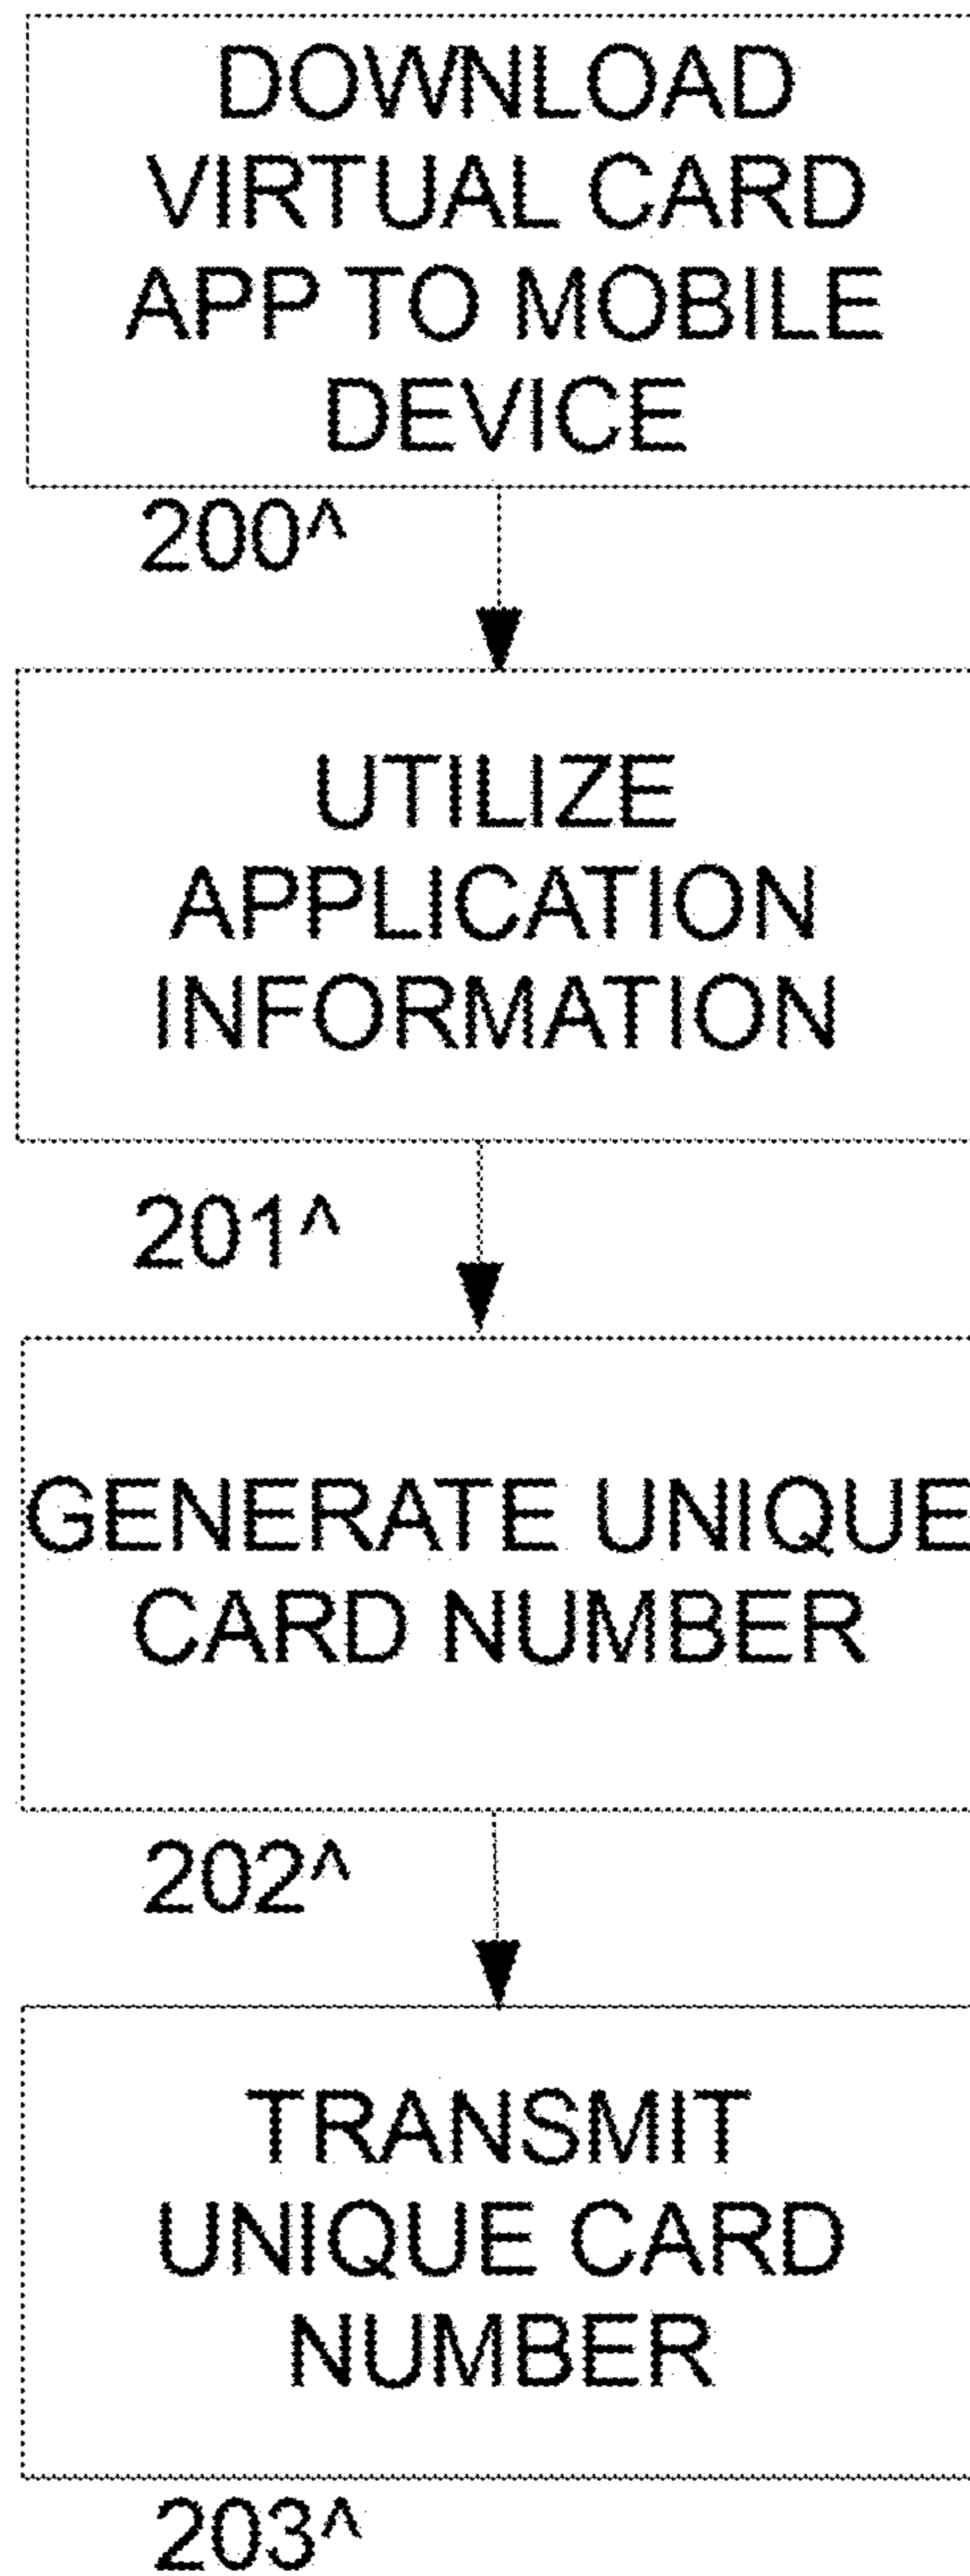 DOWNLOAD
VIRTUAL CARD
APP TO MOBILE
DEVICE
200^
UTILIZE
APPLICATION
INFORMATION
201^
GENERATE UNIQUE
CARD NUMBER
202^
TRANSMIT
UNIQUE CARD
NUMBER
203^